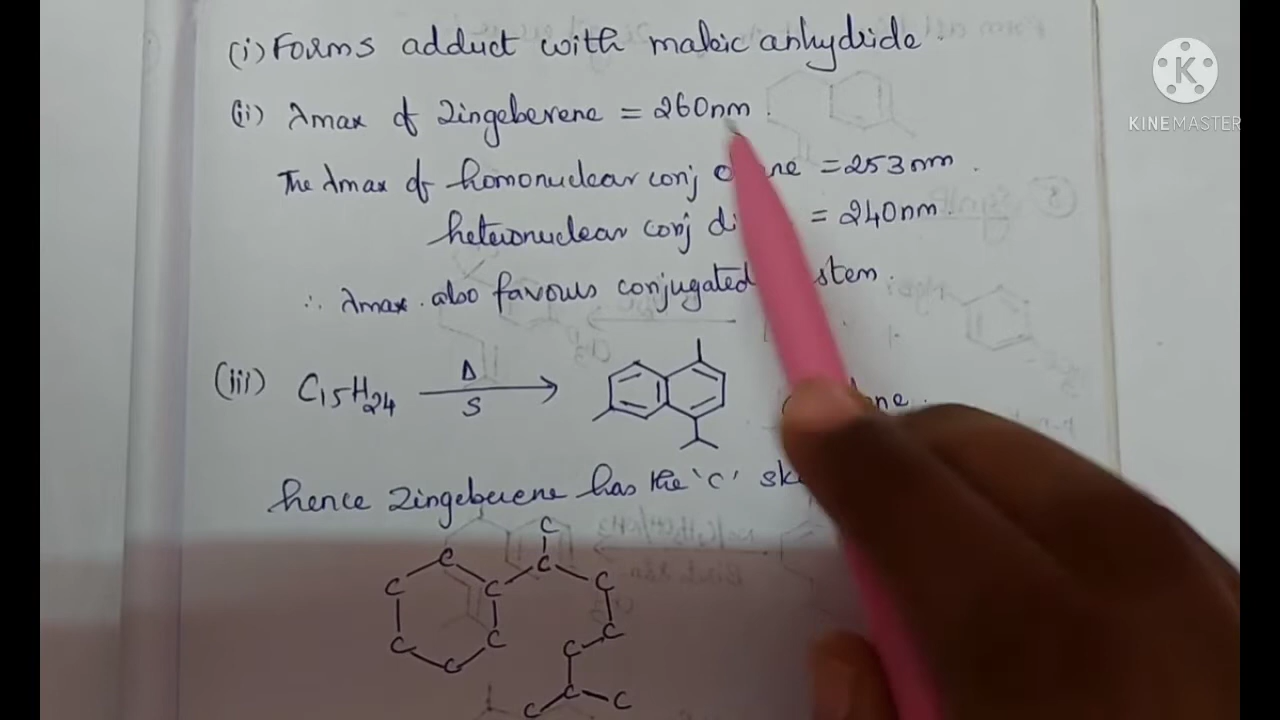 (i) Forms adduct with maleic anhydride.
K
KINEMASTER
(ii) λmax of Zingeberene = 260nm.
The λmax of homonuclear conj = 253nm.
heteronuclear conj = 240nm.
∴ λmax also favous conjugated
(iii) C15H24 Δ S
hence Zingeberene has the 'C'
C
C C
C C C
C C C
C C
C C C